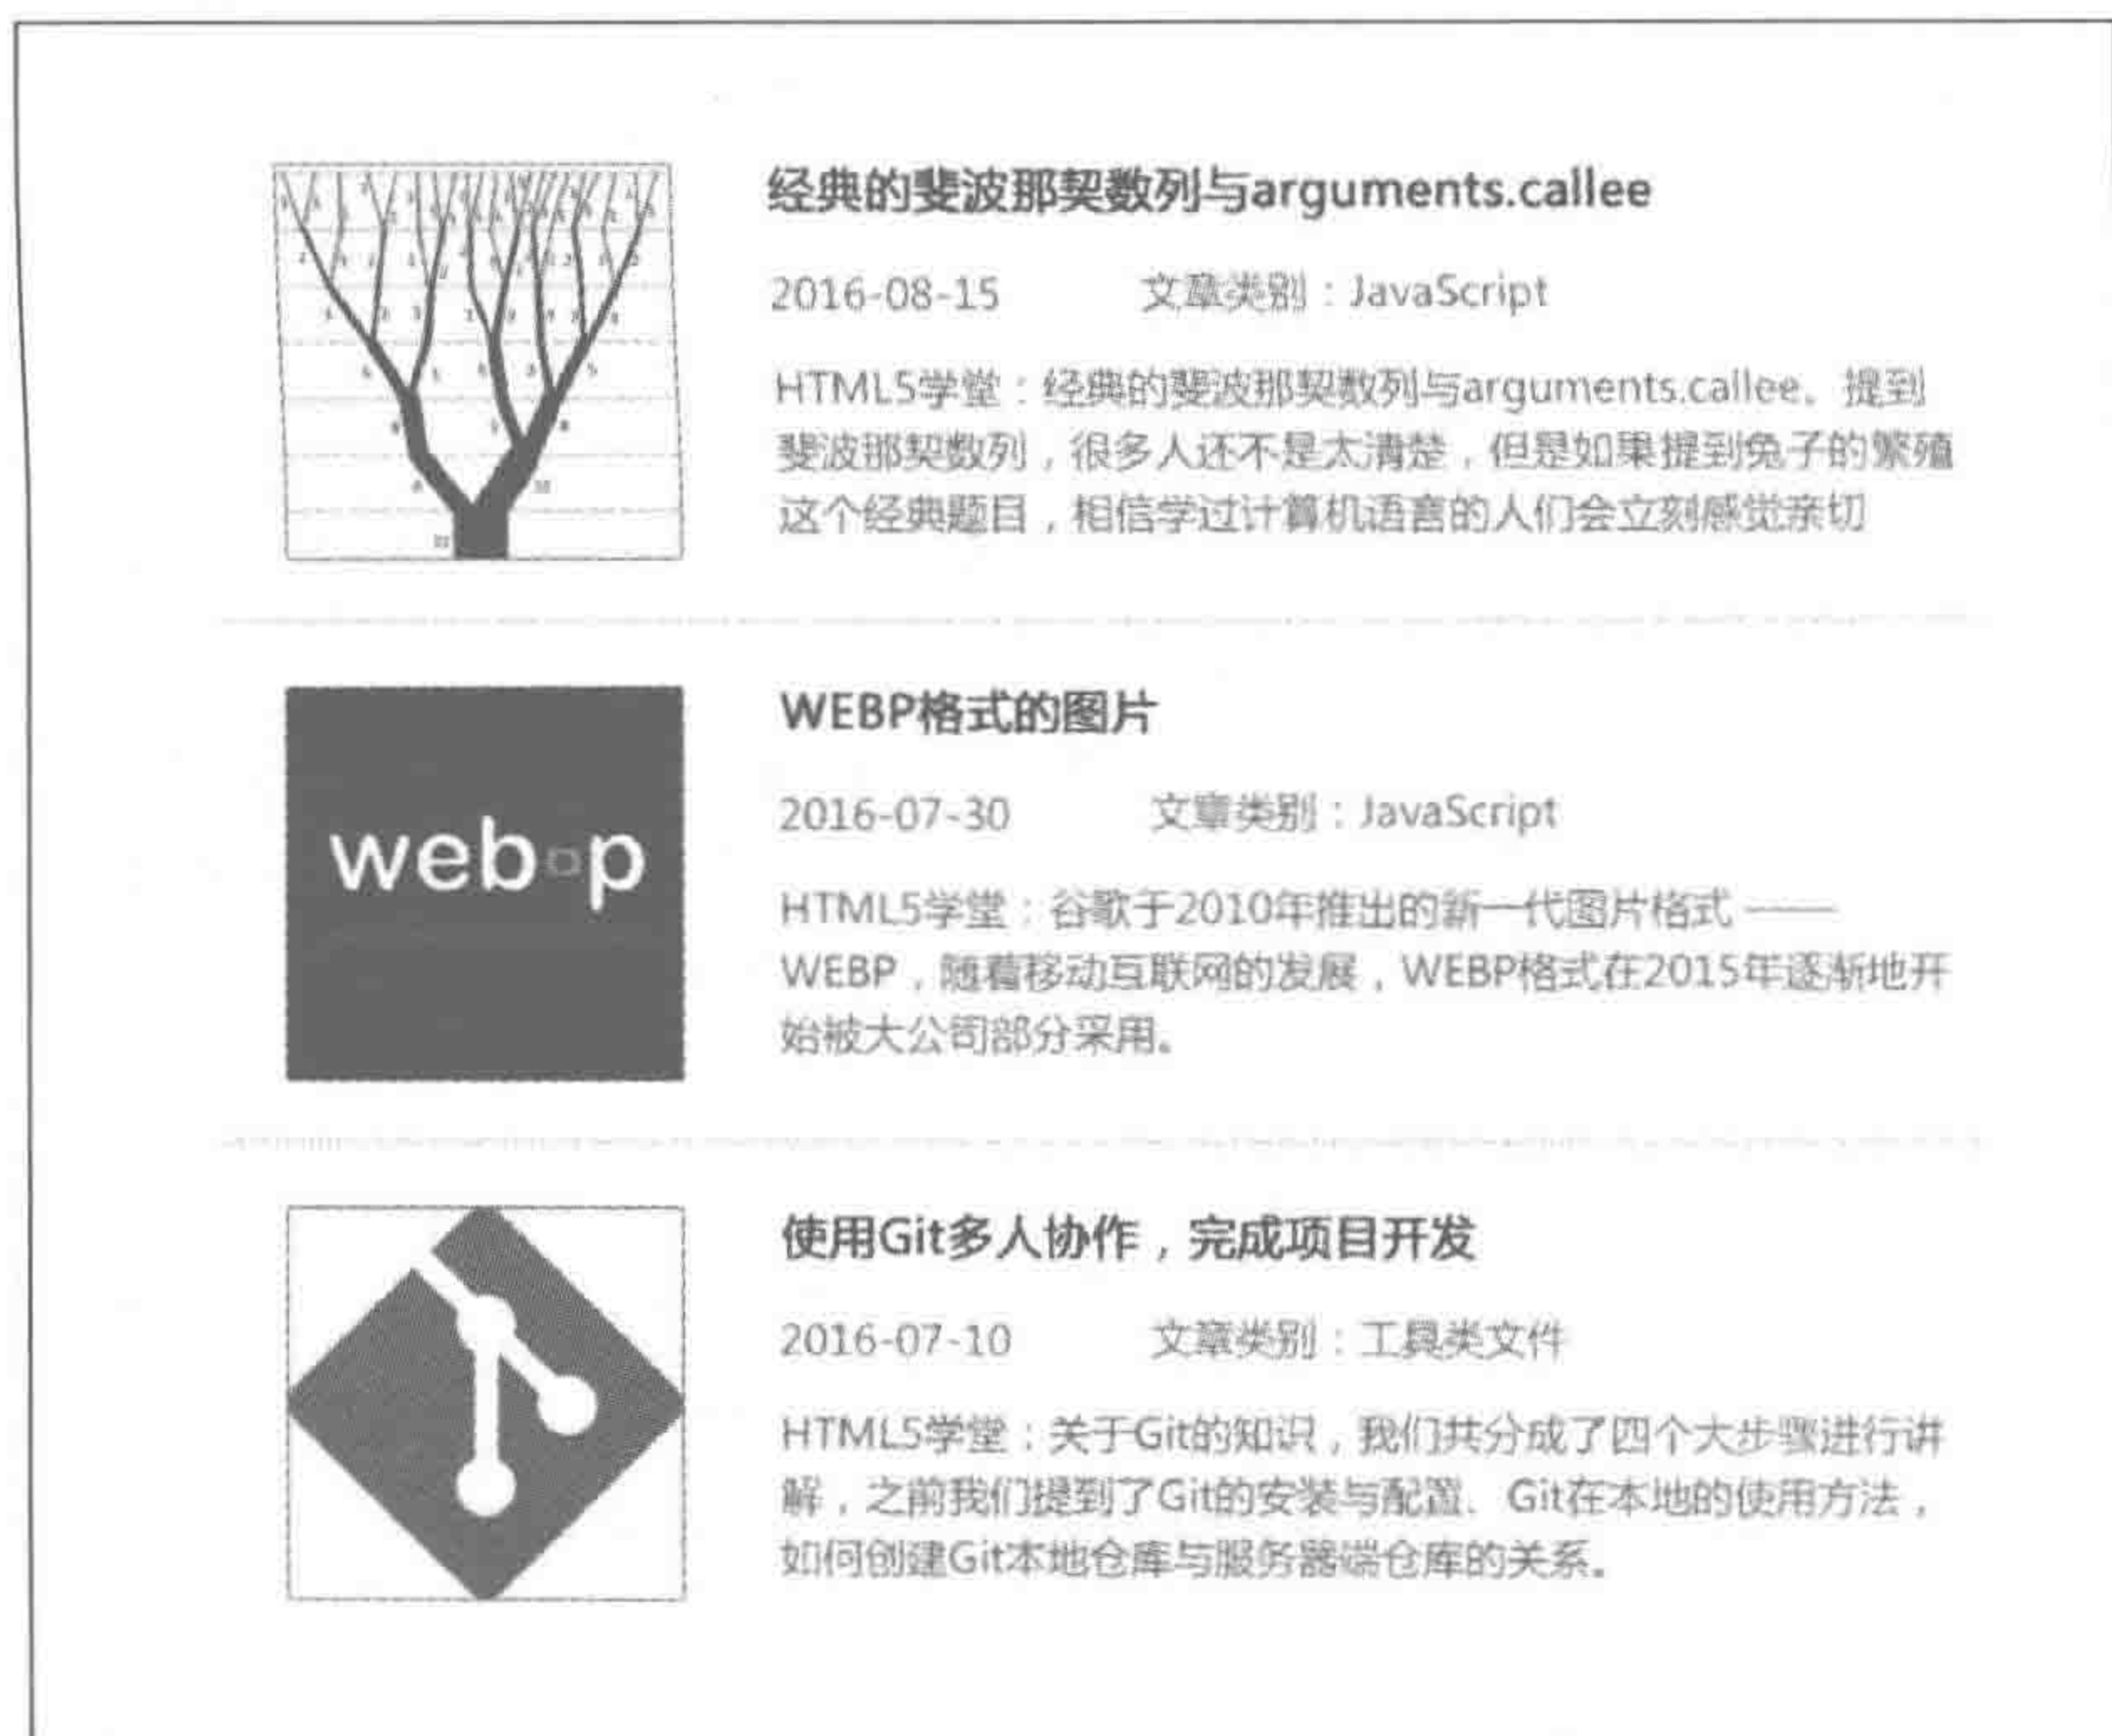 经典的斐波那契数列与arguments.callee
2016-08-15 文章类别：JavaScript
HTML5学堂：经典的斐波那契数列与arguments.callee。提到
斐波那契数列，很多人还不是太清楚，但是如果提到兔子的繁殖
这个经典题目，相信学过计算机语言的人们会立刻感觉亲切
web p
WEBP格式的图片
2016-07-30 文章类别：JavaScript
HTML5学堂：谷歌于2010年推出的新一代图片格式 ——
WEBP，随着移动互联网的发展，WEBP格式在2015年逐渐地开
始被大公司部分采用。
使用Git多人协作，完成项目开发
2016-07-10 文章类别：工具类文件
HTML5学堂：关于Git的知识，我们共分成了四个大步骤进行讲
解，之前我们提到了Git的安装与配置、Git在本地的使用方法，
如何创建Git本地仓库与服务器端仓库的关系。